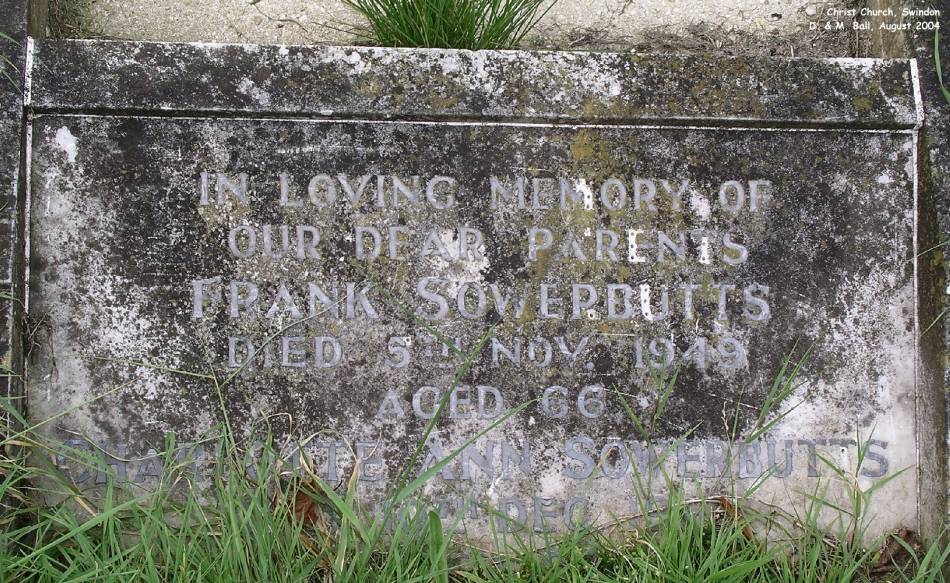 Christ Church, Swindon
D. & M. Ball, August 2004
IN LOVING MEMORY OF
OUR DEAR PARENTS
FRANK SOWERBUTTS
DIED 5TH NOV. 1949
AGED 66
CHARLOTTE ANN SOWERBUTTS
DEC.